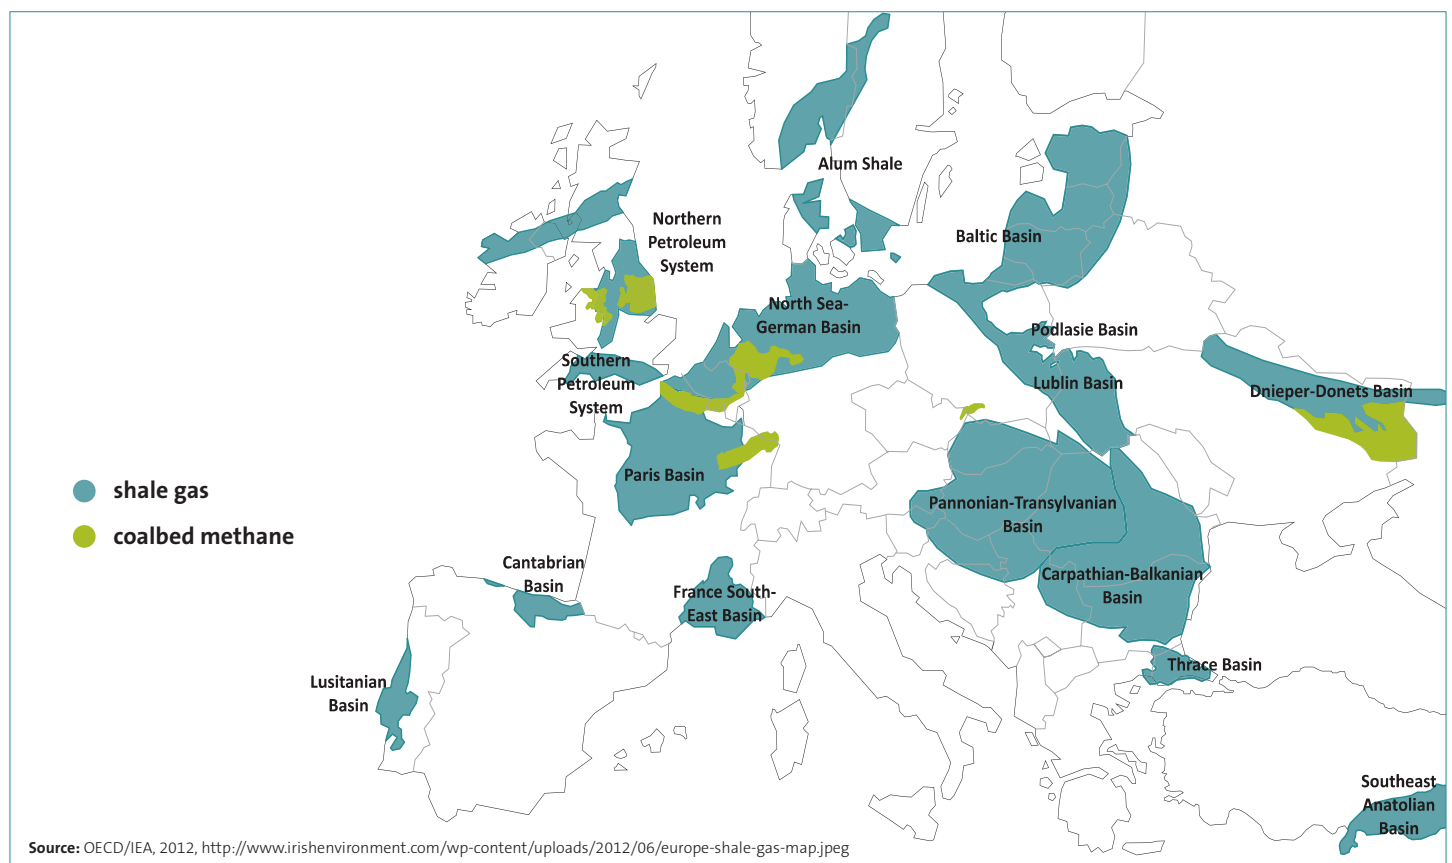 Alum Shale
Northern
Petroleum
System
Baltic Basin
North Sea-
German Basin
Podlasie Basin
Southern
Petroleum
System
Lublin Basin
Dnieper-Donets Basin
Paris Basin
shale gas
coalbed methane
Pannonian-Transylvanian
Basin
Cantabrian
Basin
France South-
East Basin
Carpathian-Balkanian
Basin
Thrace Basin
Lusitanian
Basin
Southeast
Anatolian
Basin
Source: OECD/IEA, 2012, http://www.irishenvironment.com/wp-content/uploads/2012/06/europe-shale-gas-map.jpeg